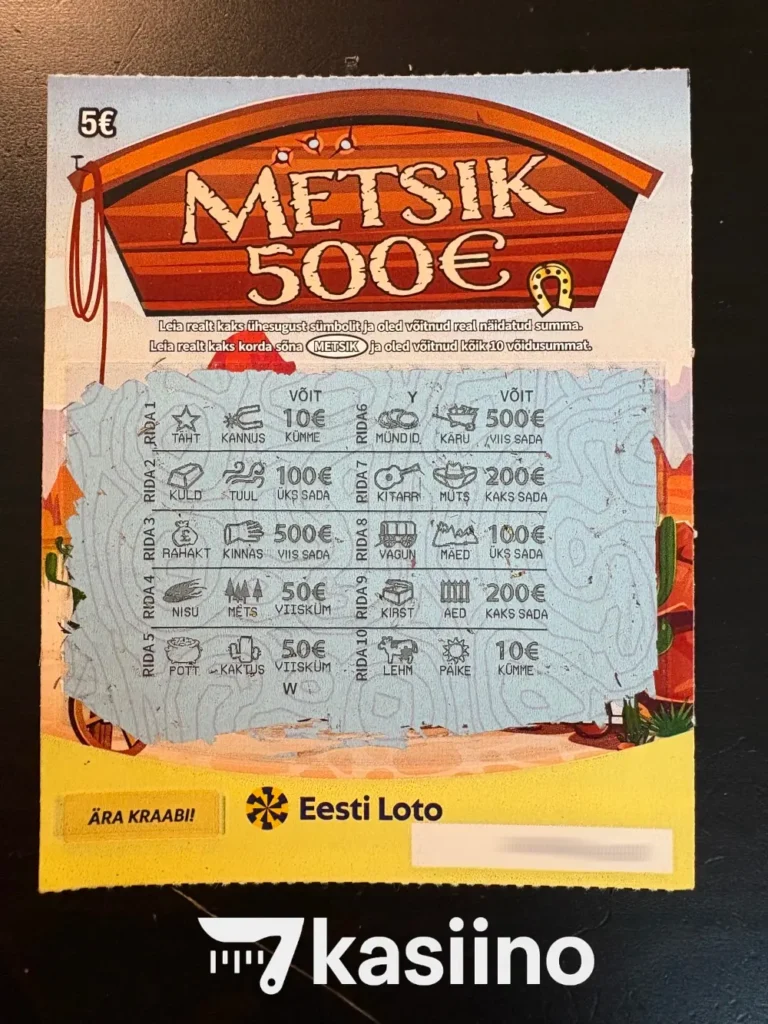 5€
METSIK
500€
Leia realt kaks ühesugust sümbolit ja oled võitnud real näidatud summa.
Leia realt kaks korda sõna METSIK ja oled võitnud kõik 10 võidusummat.
VÕIT
RIDA 1 TÄHT KANNUS 10€ KÜMME
RIDA 2 KULD TUUL 100€ ÜKS SADA
RIDA 3 RAHAKT KINNAS 500€ VIIS SADA
RIDA 4 NISU METS 50€ VIISKÜM
RIDA 5 POTT KAKTUS 50€ VIISKÜM
W
Y VÕIT
RIDA 6 MÜNDID KÄRU 500€ VIIS SADA
RIDA 7 KITARR MÜTS 200€ KAKS SADA
RIDA 8 VAGUN MÄED 100€ ÜKS SADA
RIDA 9 KIRST AED 200€ KAKS SADA
RIDA 10 LEHM PÄIKE 10€ KÜMME
ÄRA KRAABI!
Eesti Loto
7kasiino